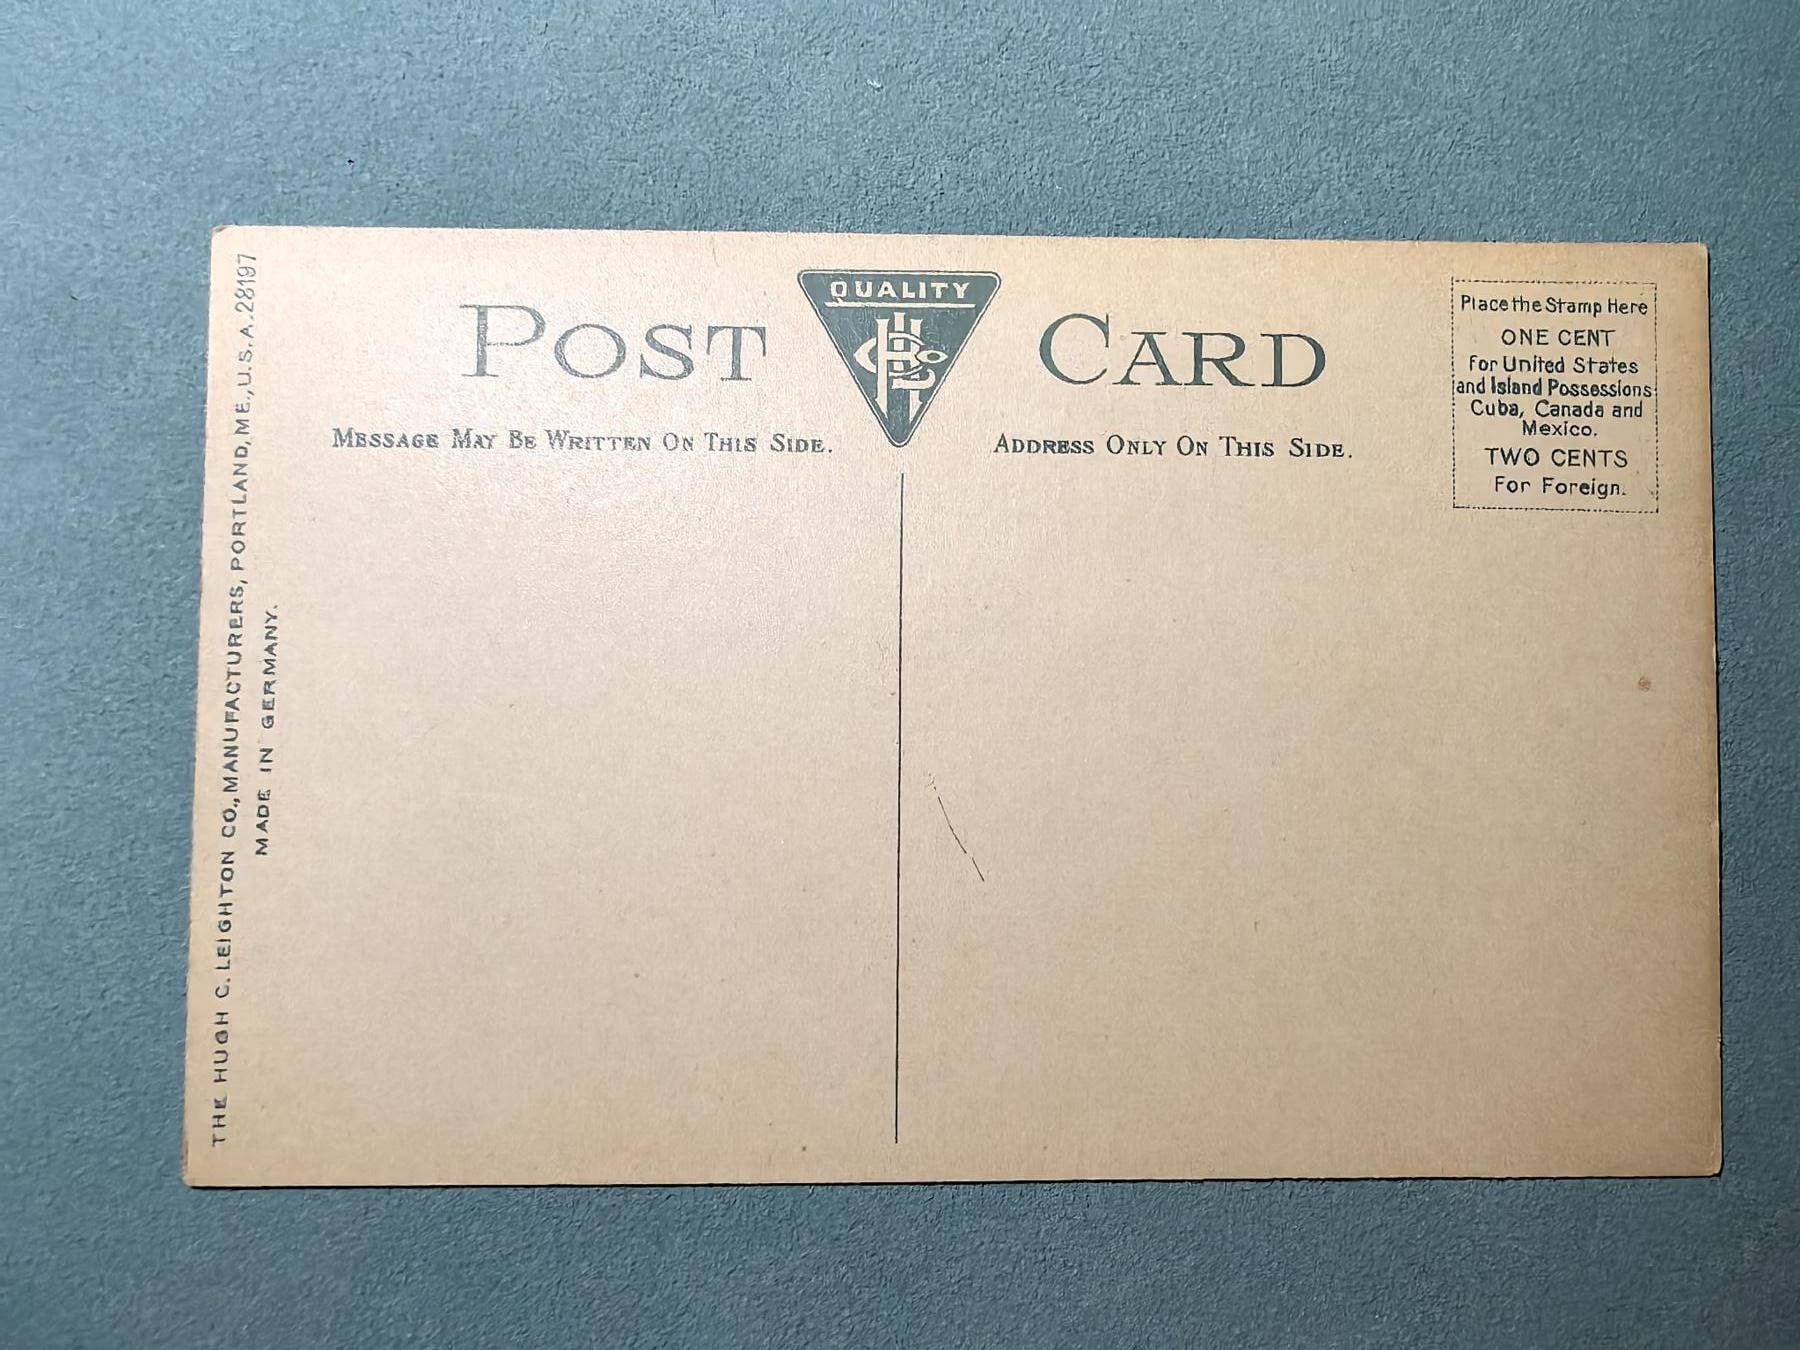 THE HUGH C. LEIGHTON CO., MANUFACTURERS, PORTLAND, ME., U.S.A. 28197
MADE IN GERMANY.
POST CARD
QUALITY
HCL Co
MESSAGE MAY BE WRITTEN ON THIS SIDE.
ADDRESS ONLY ON THIS SIDE.
Place the Stamp Here
ONE CENT
For United States
and Island Possessions
Cuba, Canada and
Mexico.
TWO CENTS
For Foreign.